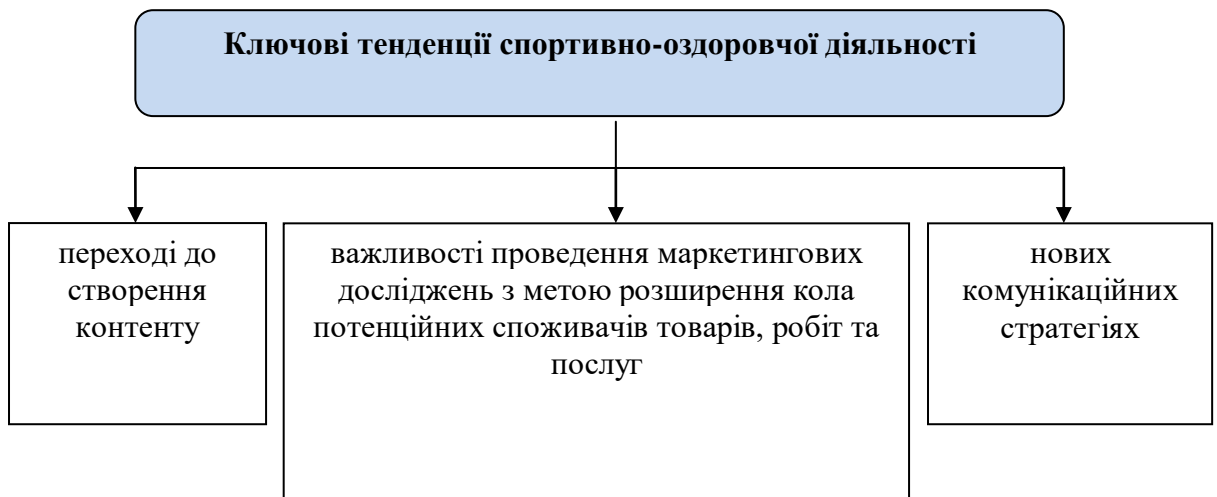 Ключові тенденції спортивно-оздоровчої діяльності
переході до
створення
контенту
важливості проведення маркетингових
досліджень з метою розширення кола
потенційних споживачів товарів, робіт та
послуг
нових
комунікаційних
стратегіях